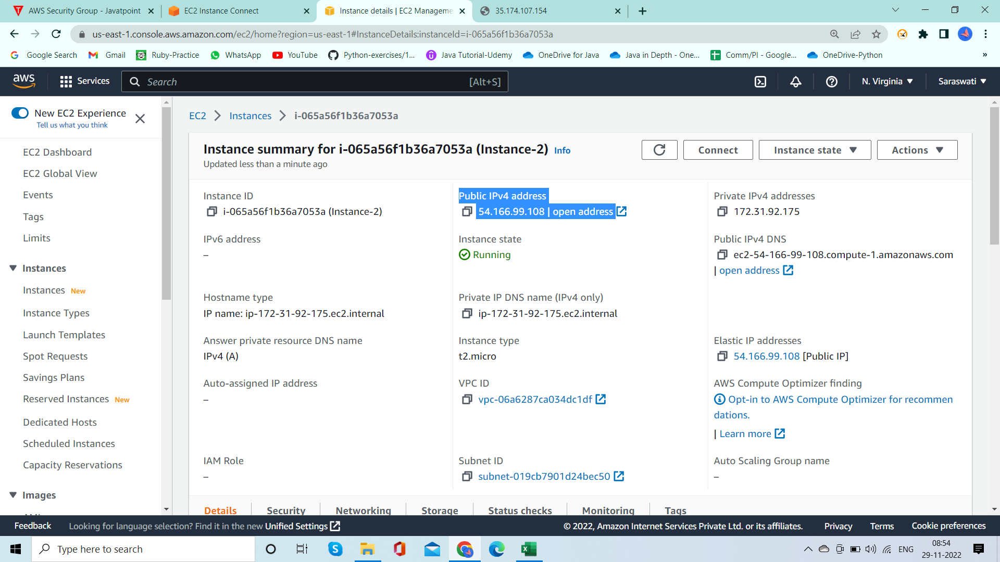 AWS Security Group - Javatpoint
EC2 Instance Connect
Instance details | EC2 Manageme
35.174.107.154
us-east-1.console.aws.amazon.com/ec2/home?region=us-east-1#InstanceDetails:instanceId=i-065a56f1b36a7053a
Google Search
Gmail
Ruby-Practice
WhatsApp
YouTube
Python-exercises/1...
Java Tutorial-Udemy
OneDrive for Java
Java in Depth - One...
Comm/PI - Google...
OneDrive-Python
»
aws
Services
Search
[Alt+S]
N. Virginia
Saraswati
New EC2 Experience
Tell us what you think
EC2 Dashboard
EC2 Global View
Events
Tags
Limits
Instances
Instances New
Instance Types
Launch Templates
Spot Requests
Savings Plans
Reserved Instances New
Dedicated Hosts
Scheduled Instances
Capacity Reservations
Images
EC2 > Instances > i-065a56f1b36a7053a
Instance summary for i-065a56f1b36a7053a (Instance-2) Info
Updated less than a minute ago
Connect
Instance state
Actions
Instance ID
i-065a56f1b36a7053a (Instance-2)
Public IPv4 address
54.166.99.108 | open address
Private IPv4 addresses
172.31.92.175
IPv6 address
–
Instance state
Running
Public IPv4 DNS
ec2-54-166-99-108.compute-1.amazonaws.com
| open address
Hostname type
IP name: ip-172-31-92-175.ec2.internal
Private IP DNS name (IPv4 only)
ip-172-31-92-175.ec2.internal
Answer private resource DNS name
IPv4 (A)
Instance type
t2.micro
Elastic IP addresses
54.166.99.108 [Public IP]
Auto-assigned IP address
–
VPC ID
vpc-06a6287ca034dc1df
AWS Compute Optimizer finding
Opt-in to AWS Compute Optimizer for recommen
dations.
| Learn more
IAM Role
–
Subnet ID
subnet-019cb7901d24bec50
Auto Scaling Group name
–
Details
Security
Networking
Storage
Status checks
Monitoring
Tags
Feedback
Looking for language selection? Find it in the new Unified Settings
© 2022, Amazon Internet Services Private Ltd. or its affiliates.
Privacy
Terms
Cookie preferences
Type here to search
ENG
08:54
29-11-2022